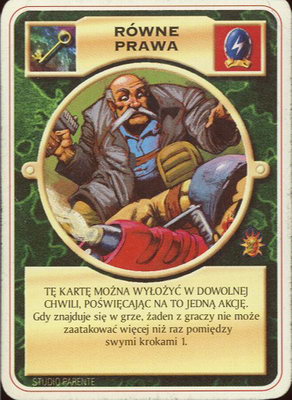 RÓWNE
PRAWA
TĘ KARTĘ MOŻNA WYŁOŻYĆ W DOWOLNEJ
CHWILI, POŚWIĘCAJĄC NA TO JEDNĄ AKCJĘ.
Gdy znajduje się w grze, żaden z graczy nie może
zaatakować więcej niż raz pomiędzy
swymi krokami 1.
STUDIO PARENTE